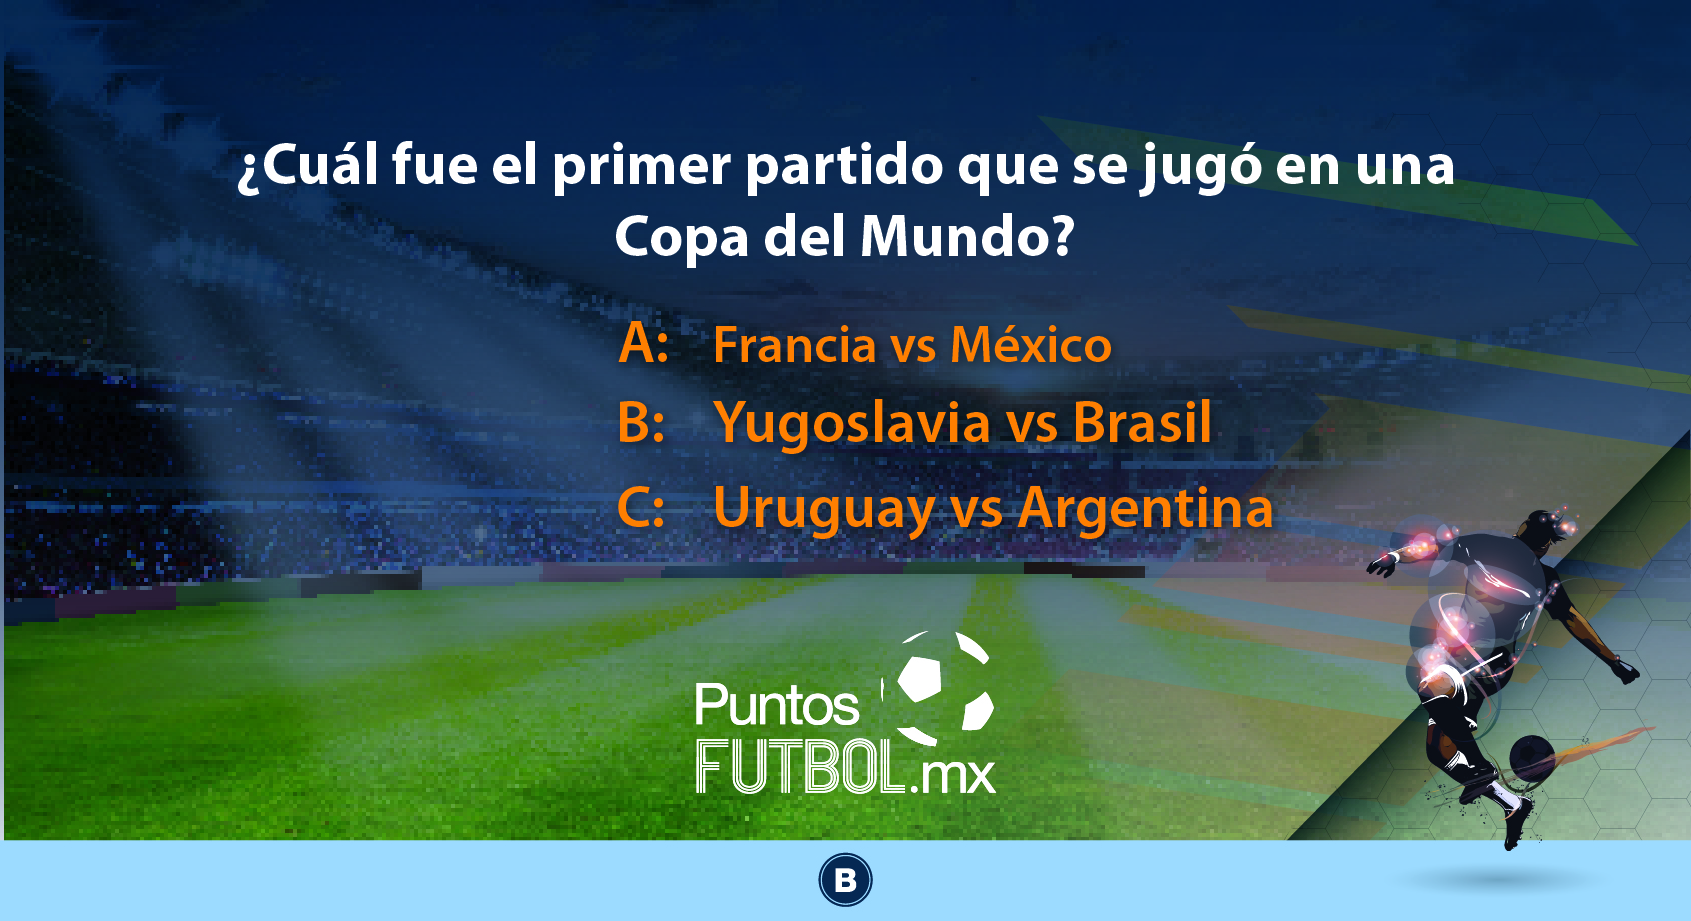 ¿Cuál fue el primer partido que se jugó en una
Copa del Mundo?
A: Francia vs México
B: Yugoslavia vs Brasil
C: Uruguay vs Argentina
Puntos
FUTBOL.mx
B